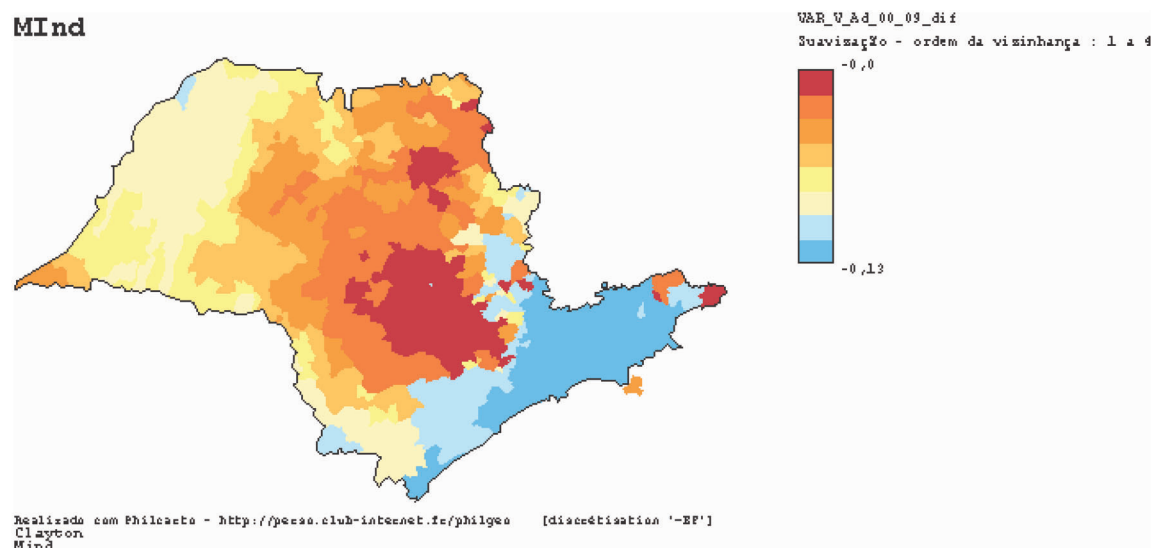 MInd
VAR_V_Ad_00_09_dif
Suavização - ordem da vizinhança : 1 a 4
-0,0
-0,13
Realizado com Philcarto - http://perso.club-internet.fr/philgeo [discrétisation '-EF']
Clayton
Mind